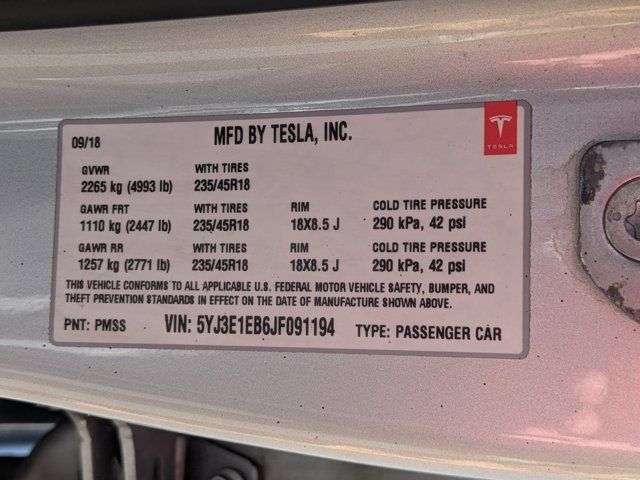 09/18 MFD BY TESLA, INC.
TESLA
GVWR WITH TIRES
2265 kg (4993 lb) 235/45R18
GAWR FRT WITH TIRES RIM COLD TIRE PRESSURE
1110 kg (2447 lb) 235/45R18 18X8.5 J 290 kPa, 42 psi
GAWR RR WITH TIRES RIM COLD TIRE PRESSURE
1257 kg (2771 lb) 235/45R18 18X8.5 J 290 kPa, 42 psi
THIS VEHICLE CONFORMS TO ALL APPLICABLE U.S. FEDERAL MOTOR VEHICLE SAFETY, BUMPER, AND
THEFT PREVENTION STANDARDS IN EFFECT ON THE DATE OF MANUFACTURE SHOWN ABOVE.
PNT: PMSS VIN: 5YJ3E1EB6JF091194 TYPE: PASSENGER CAR